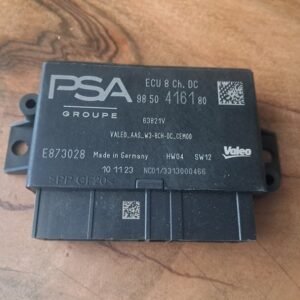 PSA
GROUPE
ECU 8 Ch. DC
98 50 4161 80
63821V
VALEO_AAS_W3-8CH-DC_CEM00
E873028 Made in Germany HW04 SW12
Valeo
10 11 23 NC01/3313000466